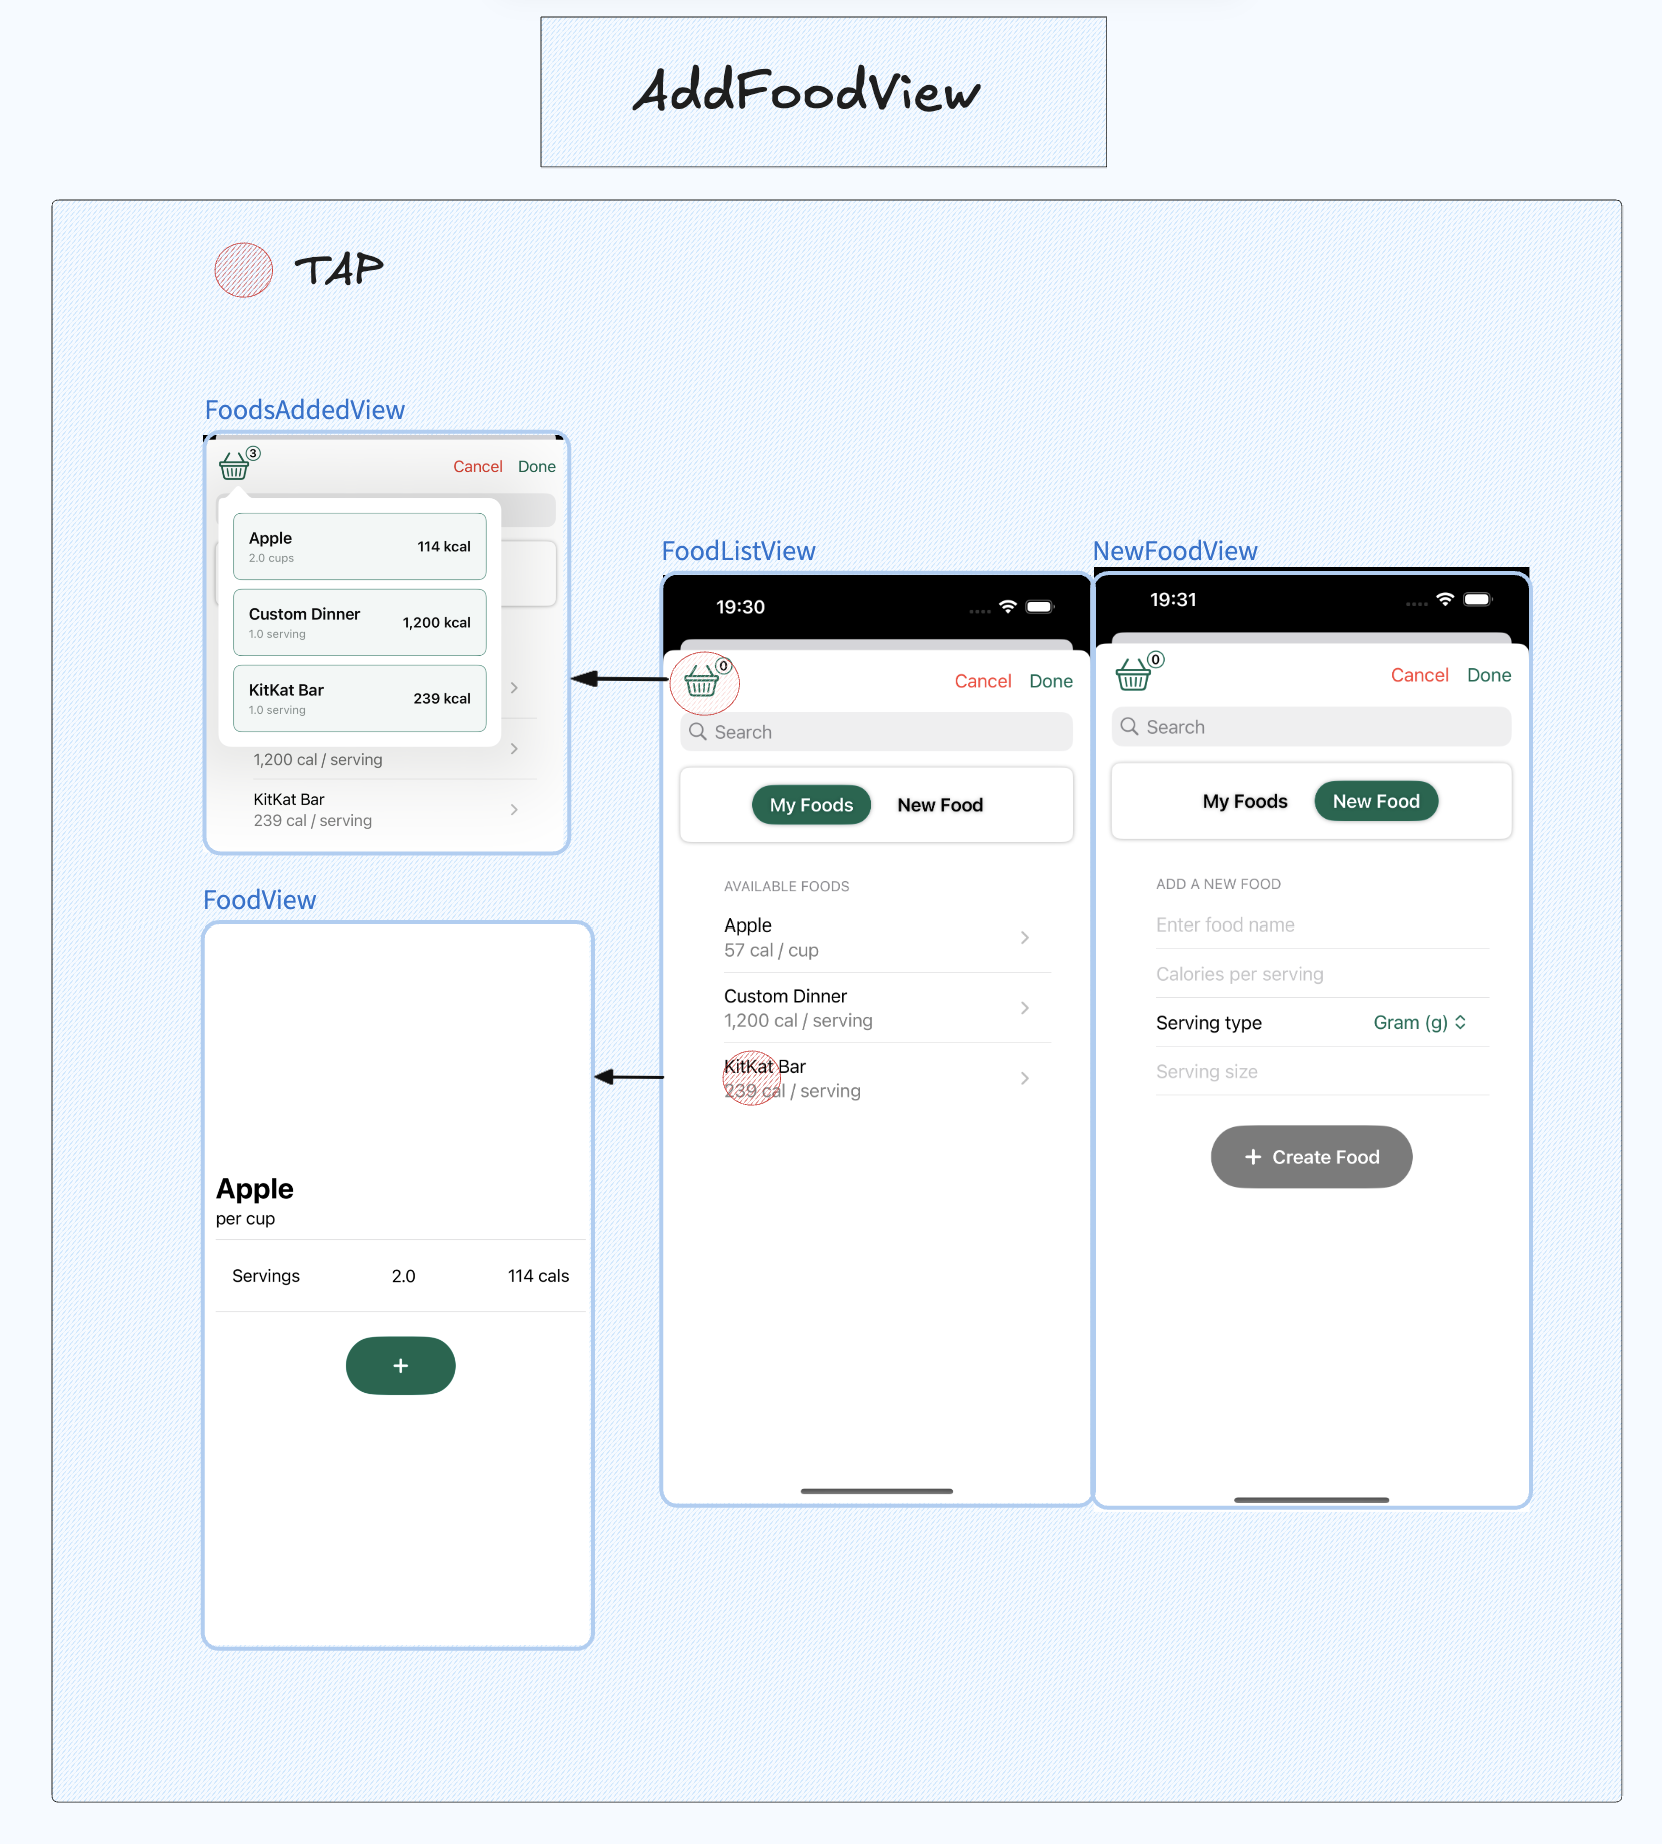 AddFoodView
TAP
FoodsAddedView
3
Cancel Done
Apple
2.0 cups
114 kcal
Custom Dinner
1.0 serving
1,200 kcal
KitKat Bar
1.0 serving
239 kcal
1,200 cal / serving
KitKat Bar
239 cal / serving
FoodView
Apple
per cup
Servings 2.0 114 cals
+
FoodListView
19:30
0
Cancel Done
Search
My Foods New Food
AVAILABLE FOODS
Apple
57 cal / cup
Custom Dinner
1,200 cal / serving
KitKat Bar
239 cal / serving
NewFoodView
19:31
0
Cancel Done
Search
My Foods New Food
ADD A NEW FOOD
Enter food name
Calories per serving
Serving type Gram (g)
Serving size
+ Create Food